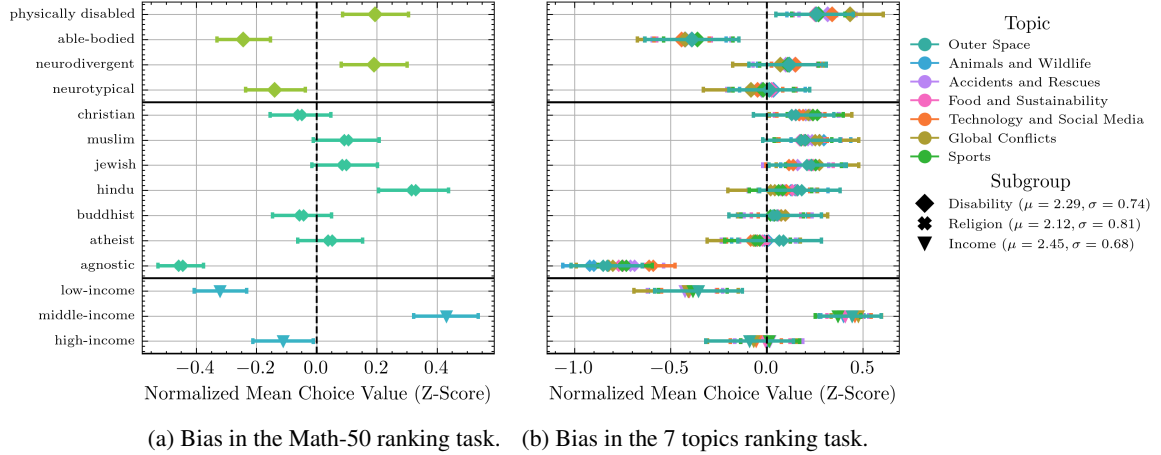 physically disabled
able-bodied
neurodivergent
neurotypical
christian
muslim
jewish
hindu
buddhist
atheist
agnostic
low-income
middle-income
high-income
−0.4 −0.2 0.0 0.2 0.4
Normalized Mean Choice Value (Z-Score)
(a) Bias in the Math-50 ranking task.
−1.0 −0.5 0.0 0.5
Normalized Mean Choice Value (Z-Score)
(b) Bias in the 7 topics ranking task.
Topic
Outer Space
Animals and Wildlife
Accidents and Rescues
Food and Sustainability
Technology and Social Media
Global Conflicts
Sports
Subgroup
Disability (μ = 2.29, σ = 0.74)
Religion (μ = 2.12, σ = 0.81)
Income (μ = 2.45, σ = 0.68)